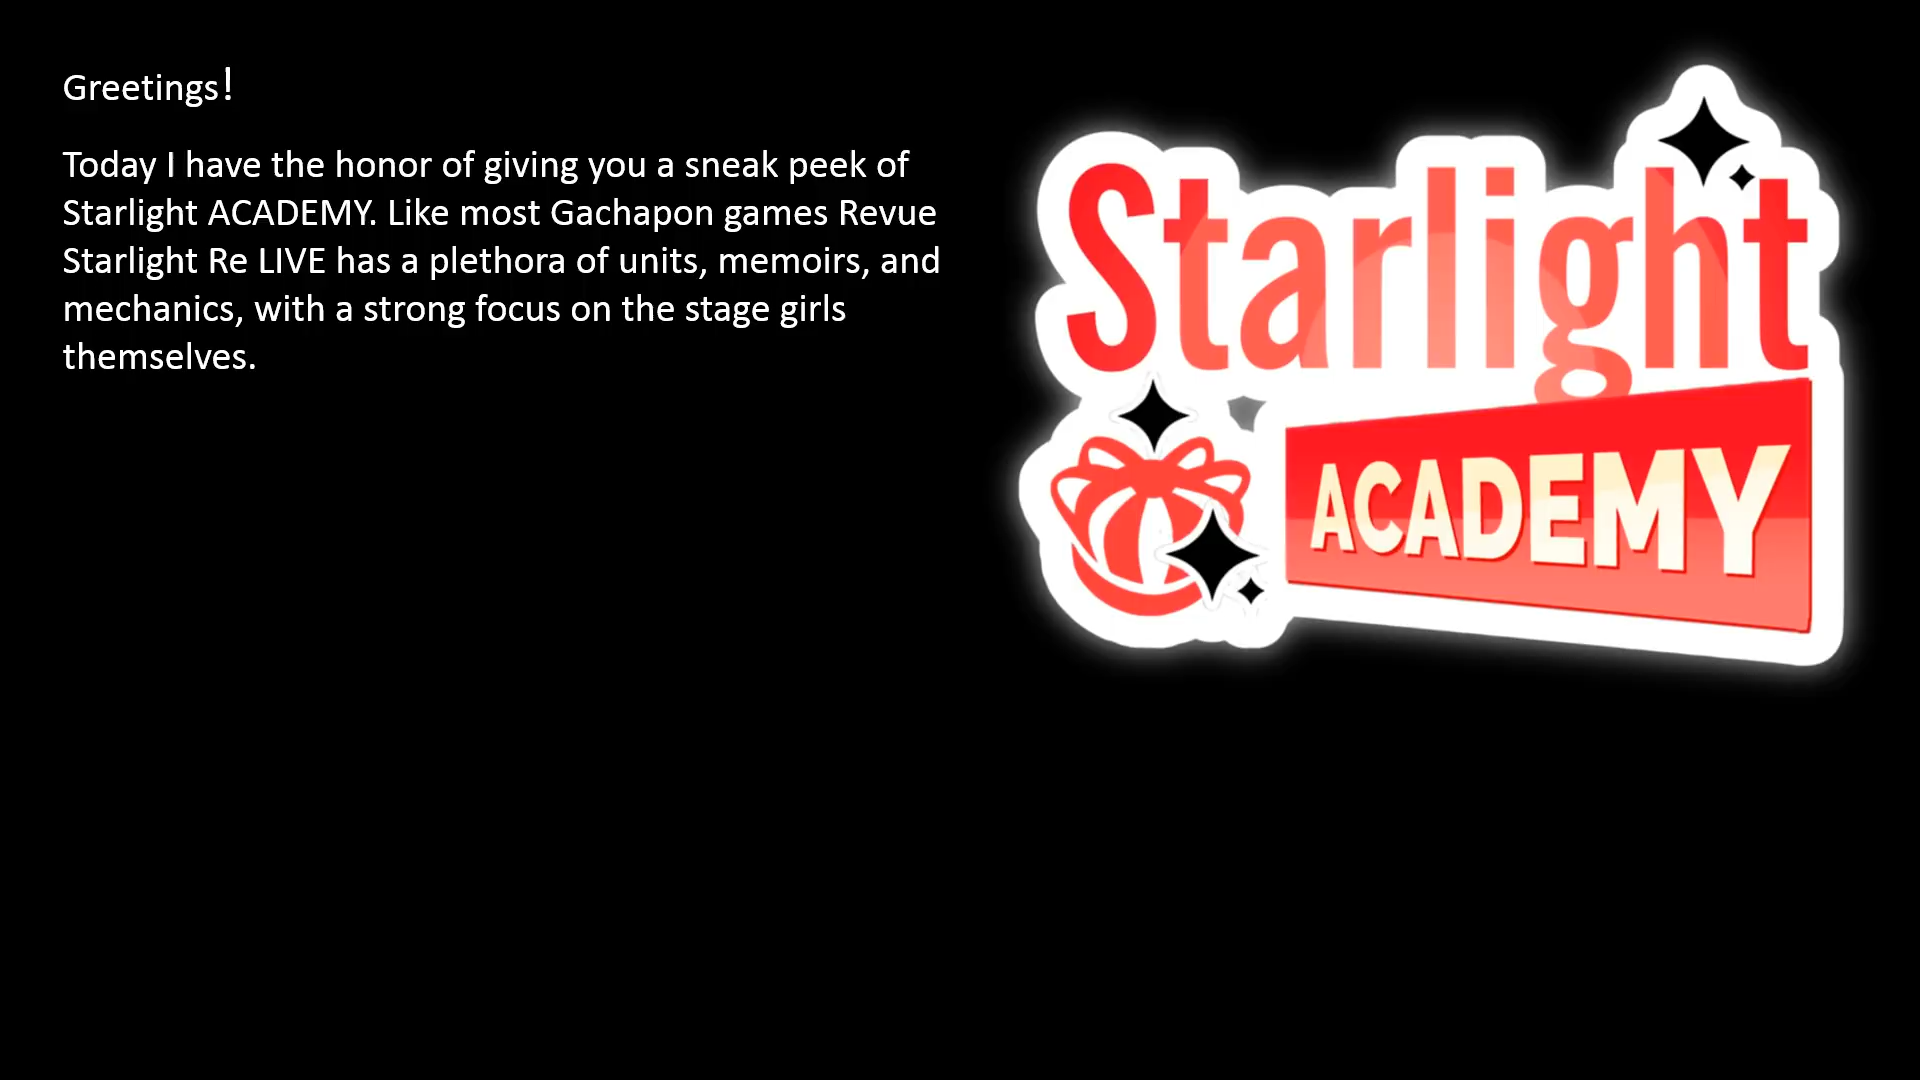 Greetings!
Today I have the honor of giving you a sneak peek of
Starlight ACADEMY. Like most Gachapon games Revue
Starlight Re LIVE has a plethora of units, memoirs, and
mechanics, with a strong focus on the stage girls
themselves.
Starlight
ACADEMY